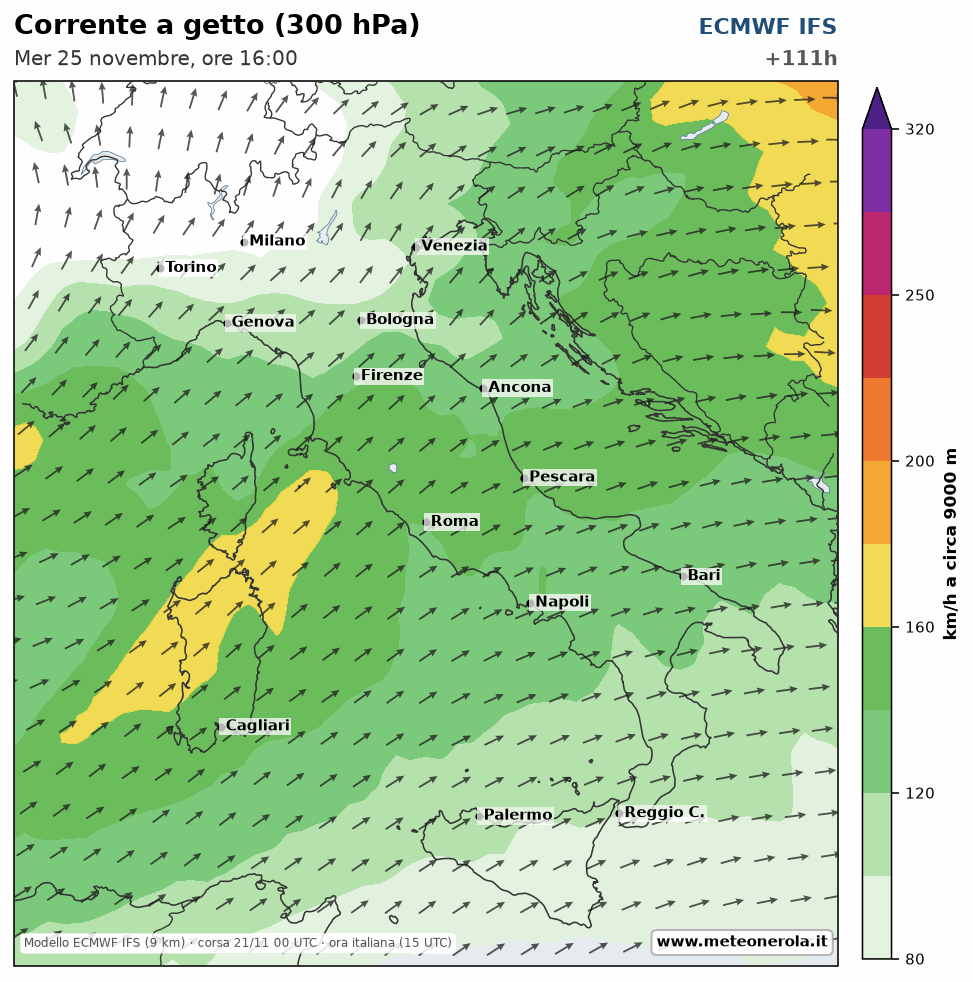 Corrente a getto (300 hPa)
ECMWF IFS
Mer 25 novembre, ore 16:00
+111h
320
Milano
Venezia
Torino
250
Genova
Bologna
Firenze
Ancona
200
Pescara
km/h a circa 9000 m
Roma
Bari
Napoli
160
Cagliari
120
Palermo
Reggio C.
Modello ECMWF IFS (9 km) · corsa 21/11 00 UTC · ora italiana (15 UTC)
www.meteonerola.it
80